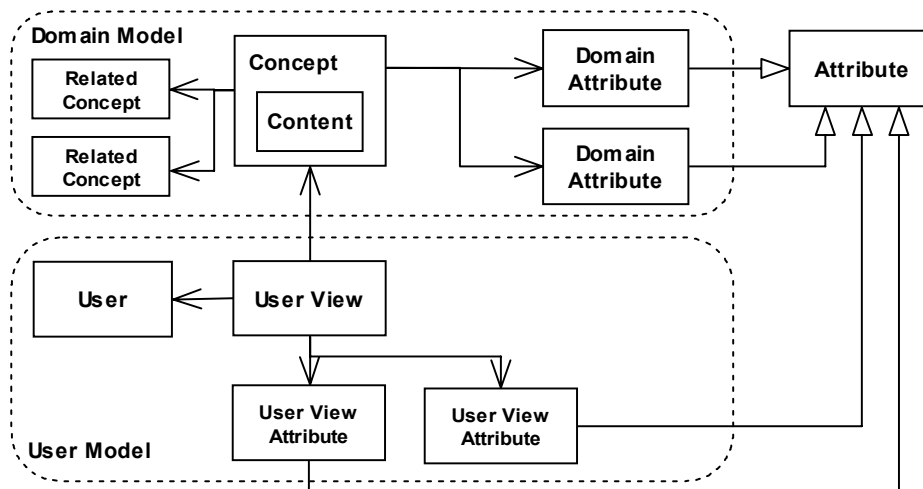 Domain Model
Related
Concept
Related
Concept
Concept
Content
Domain
Attribute
Domain
Attribute
Attribute
User
User View
User View
Attribute
User View
Attribute
User Model